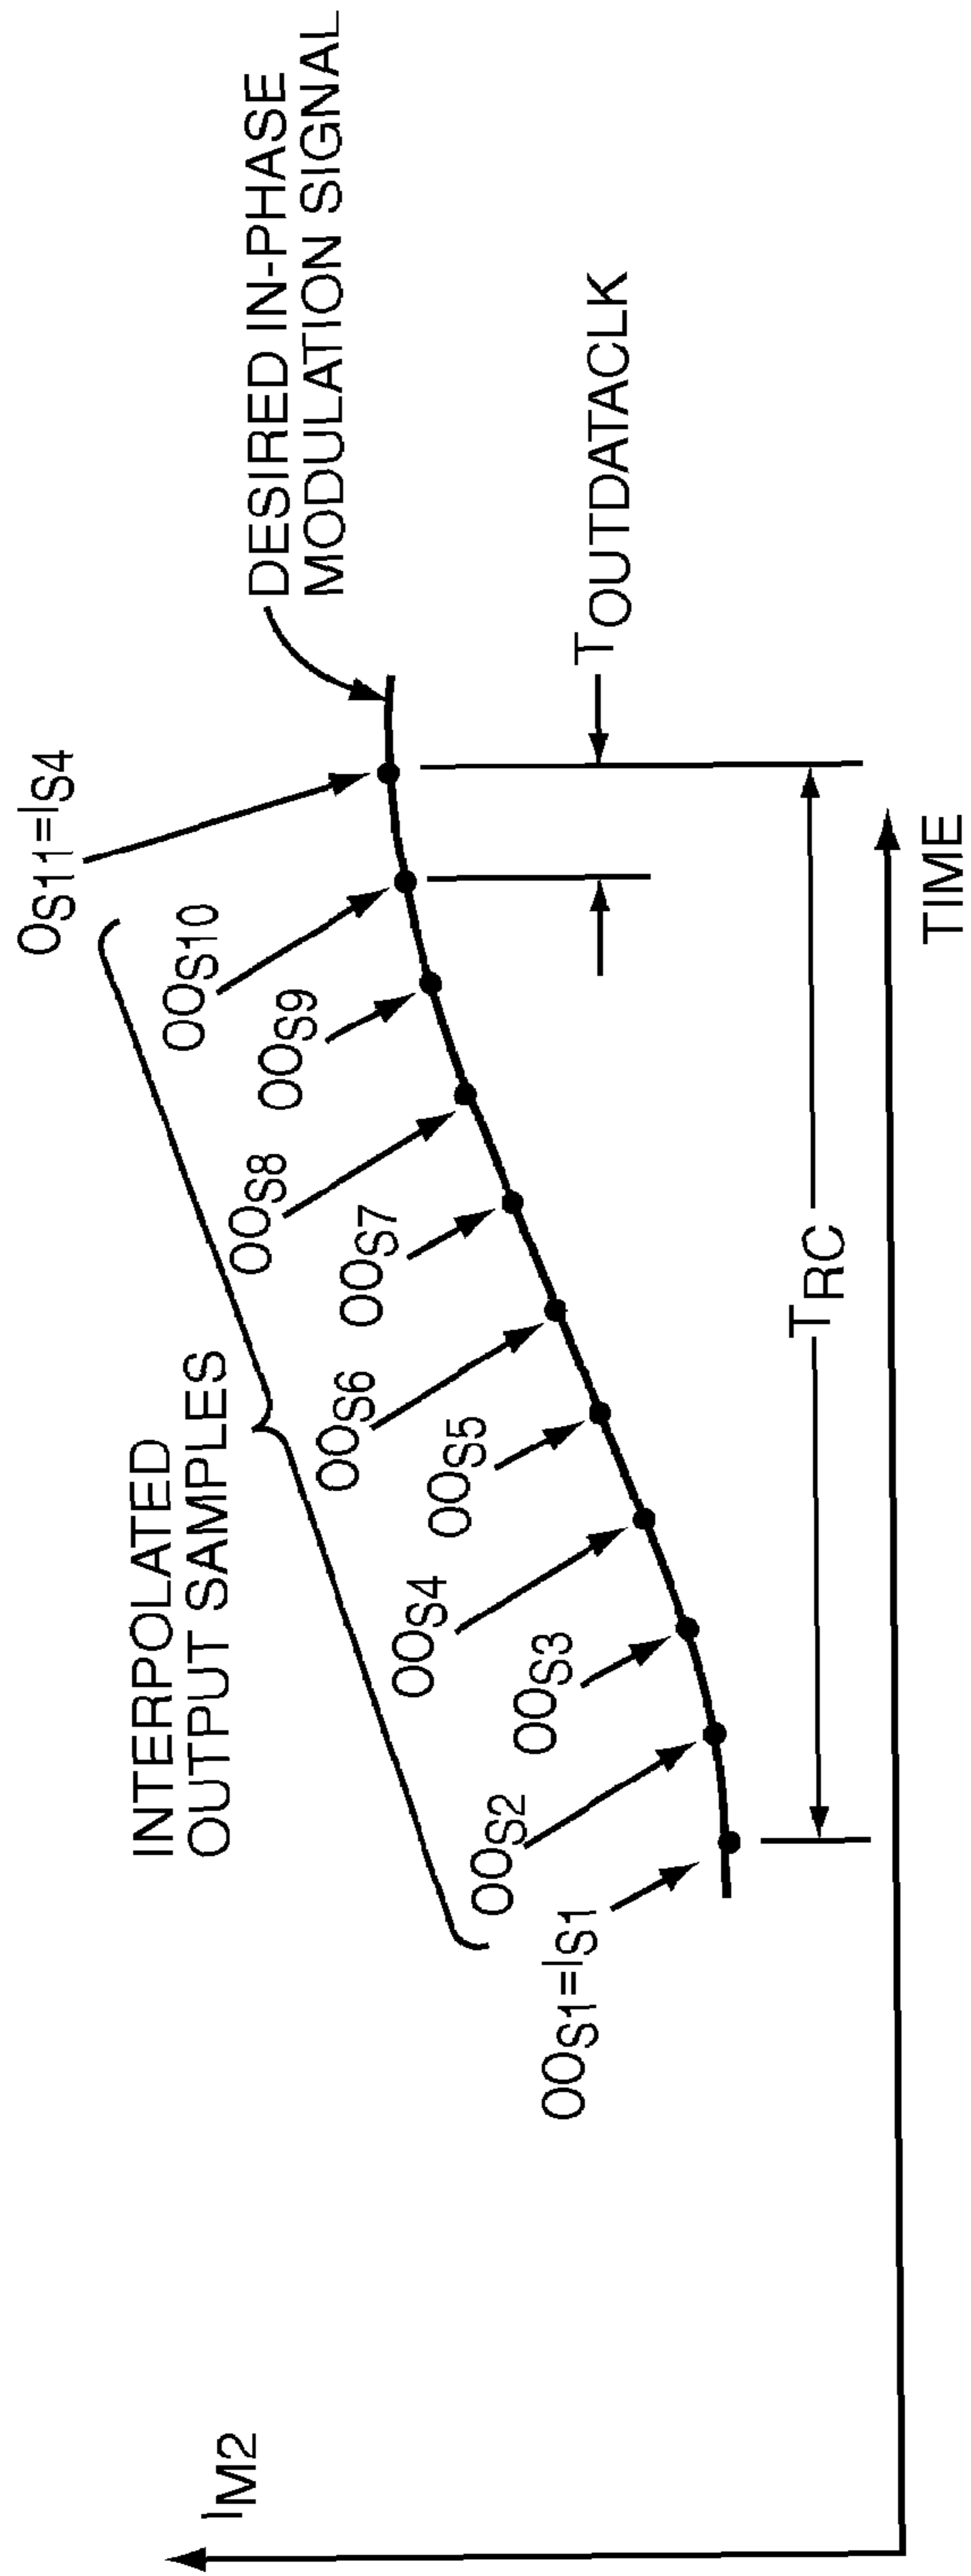 IM2
INTERPOLATED
OUTPUT SAMPLES
OOS1=IS1
OOS2
OOS3
OOS4
OOS5
OOS6
OOS7
OOS8
OOS9
OOS10
OS11=IS4
DESIRED IN-PHASE
MODULATION SIGNAL
TOUTDATACLK
TRC
TIME